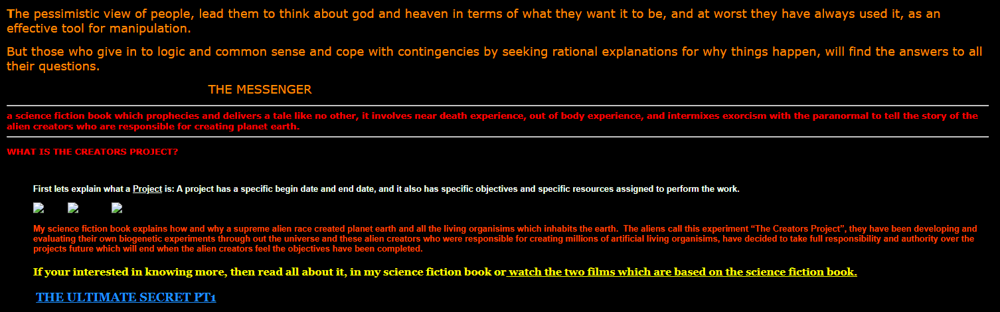 The pessimistic view of people, lead them to think about god and heaven in terms of what they want it to be, and at worst they have always used it, as an
effective tool for manipulation.
But those who give in to logic and common sense and cope with contingencies by seeking rational explanations for why things happen, will find the answers to all
their questions.
THE MESSENGER
a science fiction book which prophecies and delivers a tale like no other, it involves near death experience, out of body experience, and intermixes exorcism with the paranormal to tell the story of the
alien creators who are responsible for creating planet earth.
WHAT IS THE CREATORS PROJECT?
First lets explain what a Project is: A project has a specific begin date and end date, and it also has specific objectives and specific resources assigned to perform the work.
My science fiction book explains how and why a supreme alien race created planet earth and all the living organisims which inhabits the earth.  The aliens call this experiment “The Creators Project”, they have been developing and
evaluating their own biogenetic experiments through out the universe and these alien creators who were responsible for creating millions of artificial living organisims, have decided to take full responsibility and authority over the
projects future which will end when the alien creators feel the objectives have been completed.
If your interested in knowing more, then read all about it, in my science fiction book or watch the two films which are based on the science fiction book.
THE ULTIMATE SECRET PT1